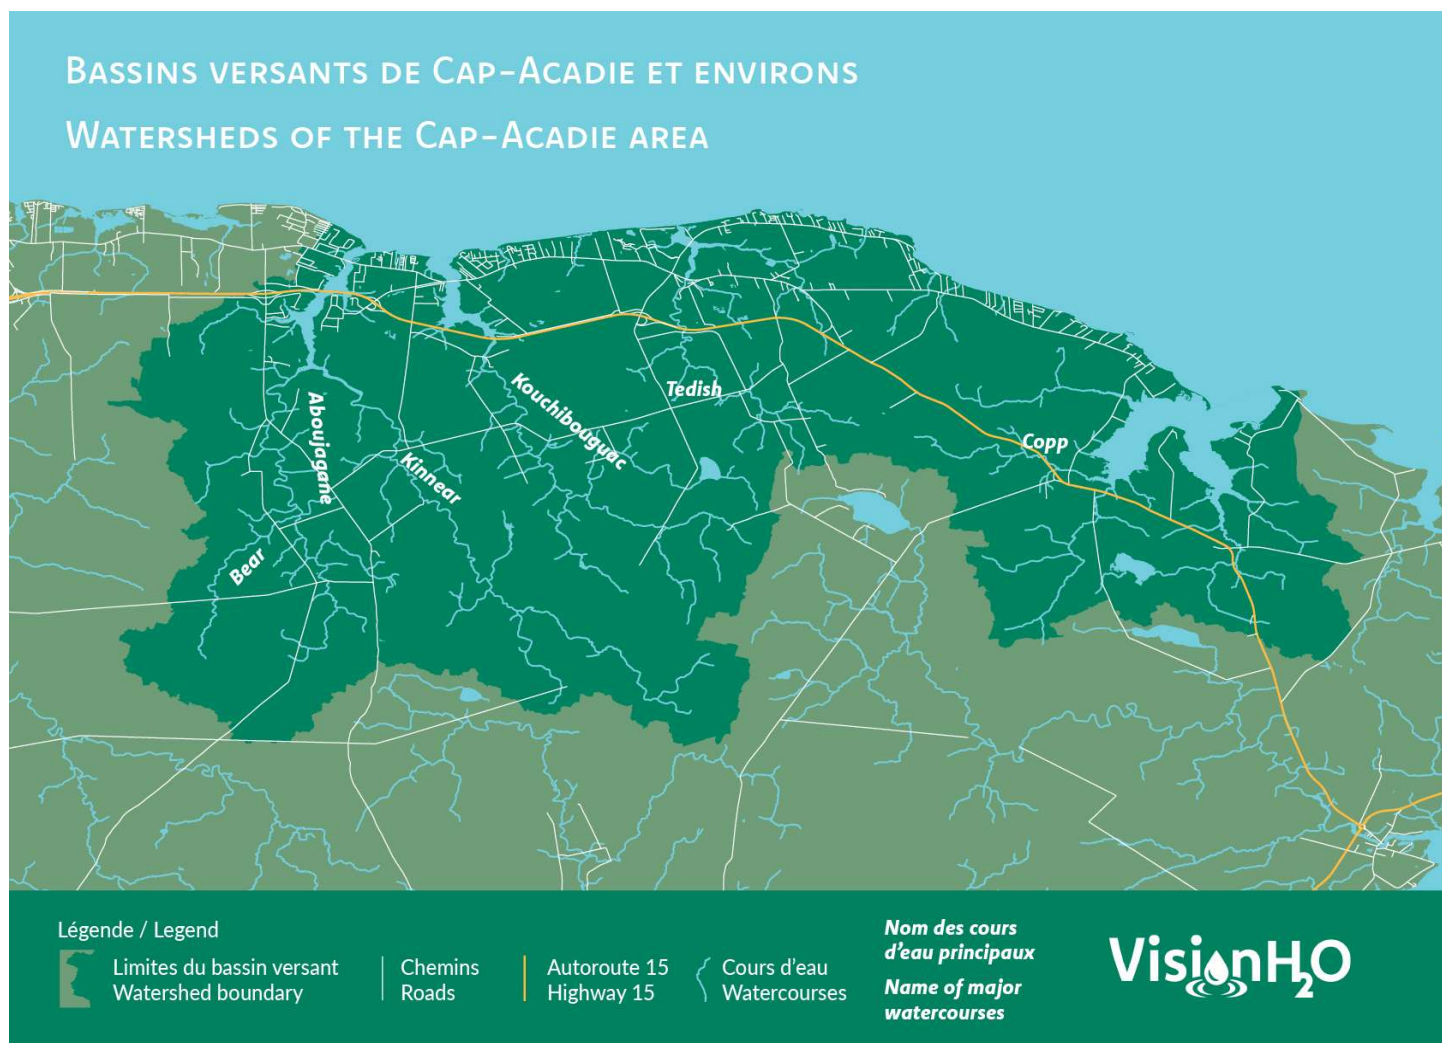 Bassins versants de Cap-Acadie et environs
Watersheds of the Cap-Acadie area
Aboujagane
Kinnear
Kouchibouguac
Tedish
Copp
Bear
Légende / Legend
Limites du bassin versant
Watershed boundary
Chemins
Roads
Autoroute 15
Highway 15
Cours d'eau
Watercourses
Nom des cours
d'eau principaux
Name of major
watercourses
VisionH2O